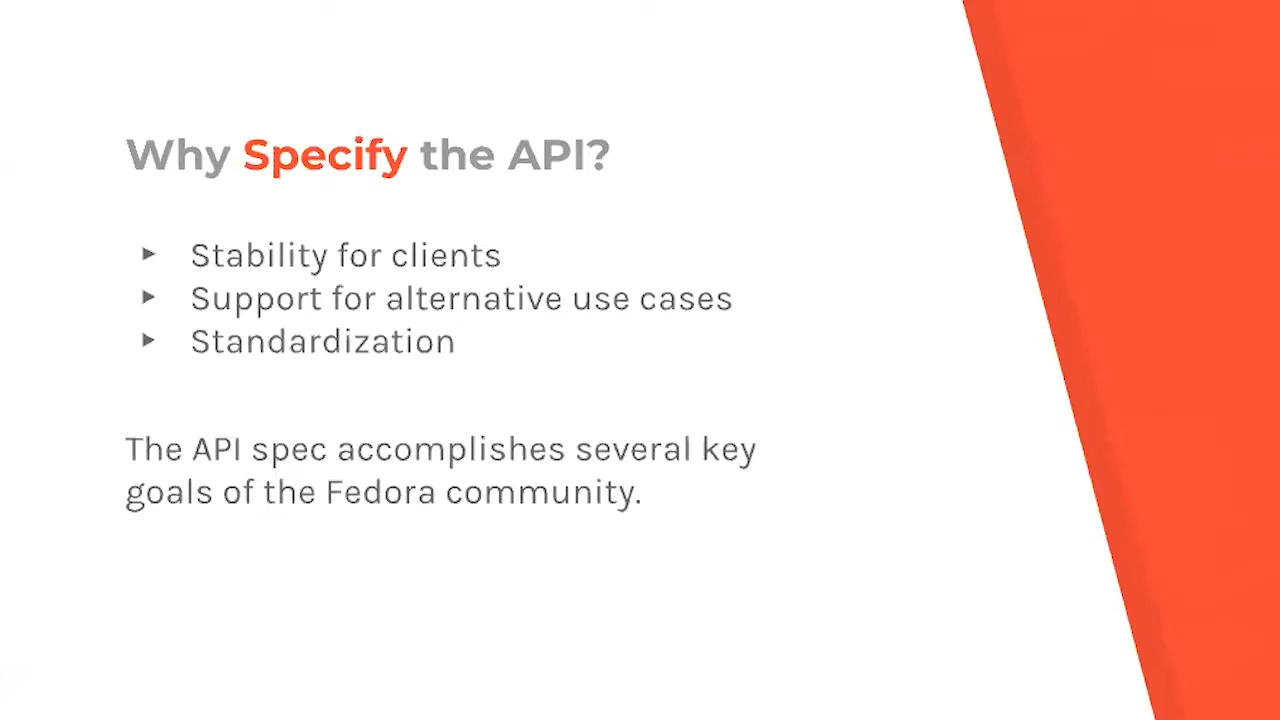 Why Specify the API?
▸ Stability for clients
▸ Support for alternative use cases
▸ Standardization
The API spec accomplishes several key
goals of the Fedora community.